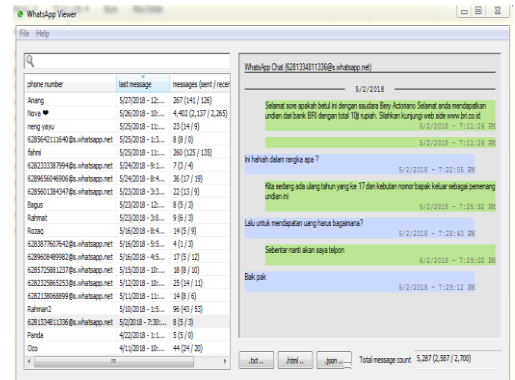 WhatsApp Viewer
File Help
phone number last message messages (sent / recei
Anang 5/27/2018 - 12:... 267 (141 / 126)
Nova ♥ 5/26/2018 - 10:... 4,402 (2,137 / 2,265)
neng yayu 5/25/2018 - 11:... 23 (14 / 9)
6285642111640@s.whatsapp.net 5/25/2018 - 1:3... 8 (8 / 0)
fahmi 5/25/2018 - 11:... 260 (125 / 135)
6282333387994@s.whatsapp.net 5/24/2018 - 9:1... 7 (3 / 4)
6289656046906@s.whatsapp.net 5/24/2018 - 8:4... 36 (17 / 19)
6285601384347@s.whatsapp.net 5/23/2018 - 3:3... 22 (13 / 9)
Bagus 5/23/2018 - 12:... 8 (5 / 3)
Rahmat 5/23/2018 - 3:0... 9 (6 / 3)
Rozaq 5/16/2018 - 8:4... 14 (5 / 9)
6283877607642@s.whatsapp.net 5/16/2018 - 5:5... 4 (1 / 3)
6289608489982@s.whatsapp.net 5/16/2018 - 4:5... 17 (5 / 12)
6285725881237@s.whatsapp.net 5/15/2018 - 10:... 18 (8 / 10)
6282325865253@s.whatsapp.net 5/12/2018 - 10:... 25 (14 / 11)
6282138068899@s.whatsapp.net 5/11/2018 - 11:... 14 (8 / 6)
Rahman2 5/10/2018 - 1:5... 96 (43 / 53)
6281334811336@s.whatsapp.net 5/2/2018 - 7:30:... 8 (5 / 3)
Panda 4/22/2018 - 1:1... 5 (5 / 0)
Oco 4/11/2018 - 10:... 44 (24 / 20)
WhatsApp Chat (6281334811336@s.whatsapp.net)
5/2/2018
Selamat sore apakah betul ini dengan saudara Bery Actoriano Selamat anda mendapatkan
undian dari bank BRI dengan total 10jt rupiah. Silahkan kunjungi web side www.bri.co.id
5/2/2018 - 7:11:26 PM
5/2/2018 - 7:11:26 PM
Ini hahiah dalam rangka apa ?
5/2/2018 - 7:22:05 PM
Kita sedang ada ulang tahun yang ke 17 dan kebutan nomor bapak keluar sebagai pemenang
undian ini
5/2/2018 - 7:25:32 PM
Lalu untuk mendapatan uang harus bagaimana?
5/2/2018 - 7:28:40 PM
Sebentar nanti akan saya telpon
5/2/2018 - 7:29:02 PM
Baik pak
5/2/2018 - 7:29:12 PM
.txt... .html... .json... Total message count 5,287 (2,587 / 2,700)